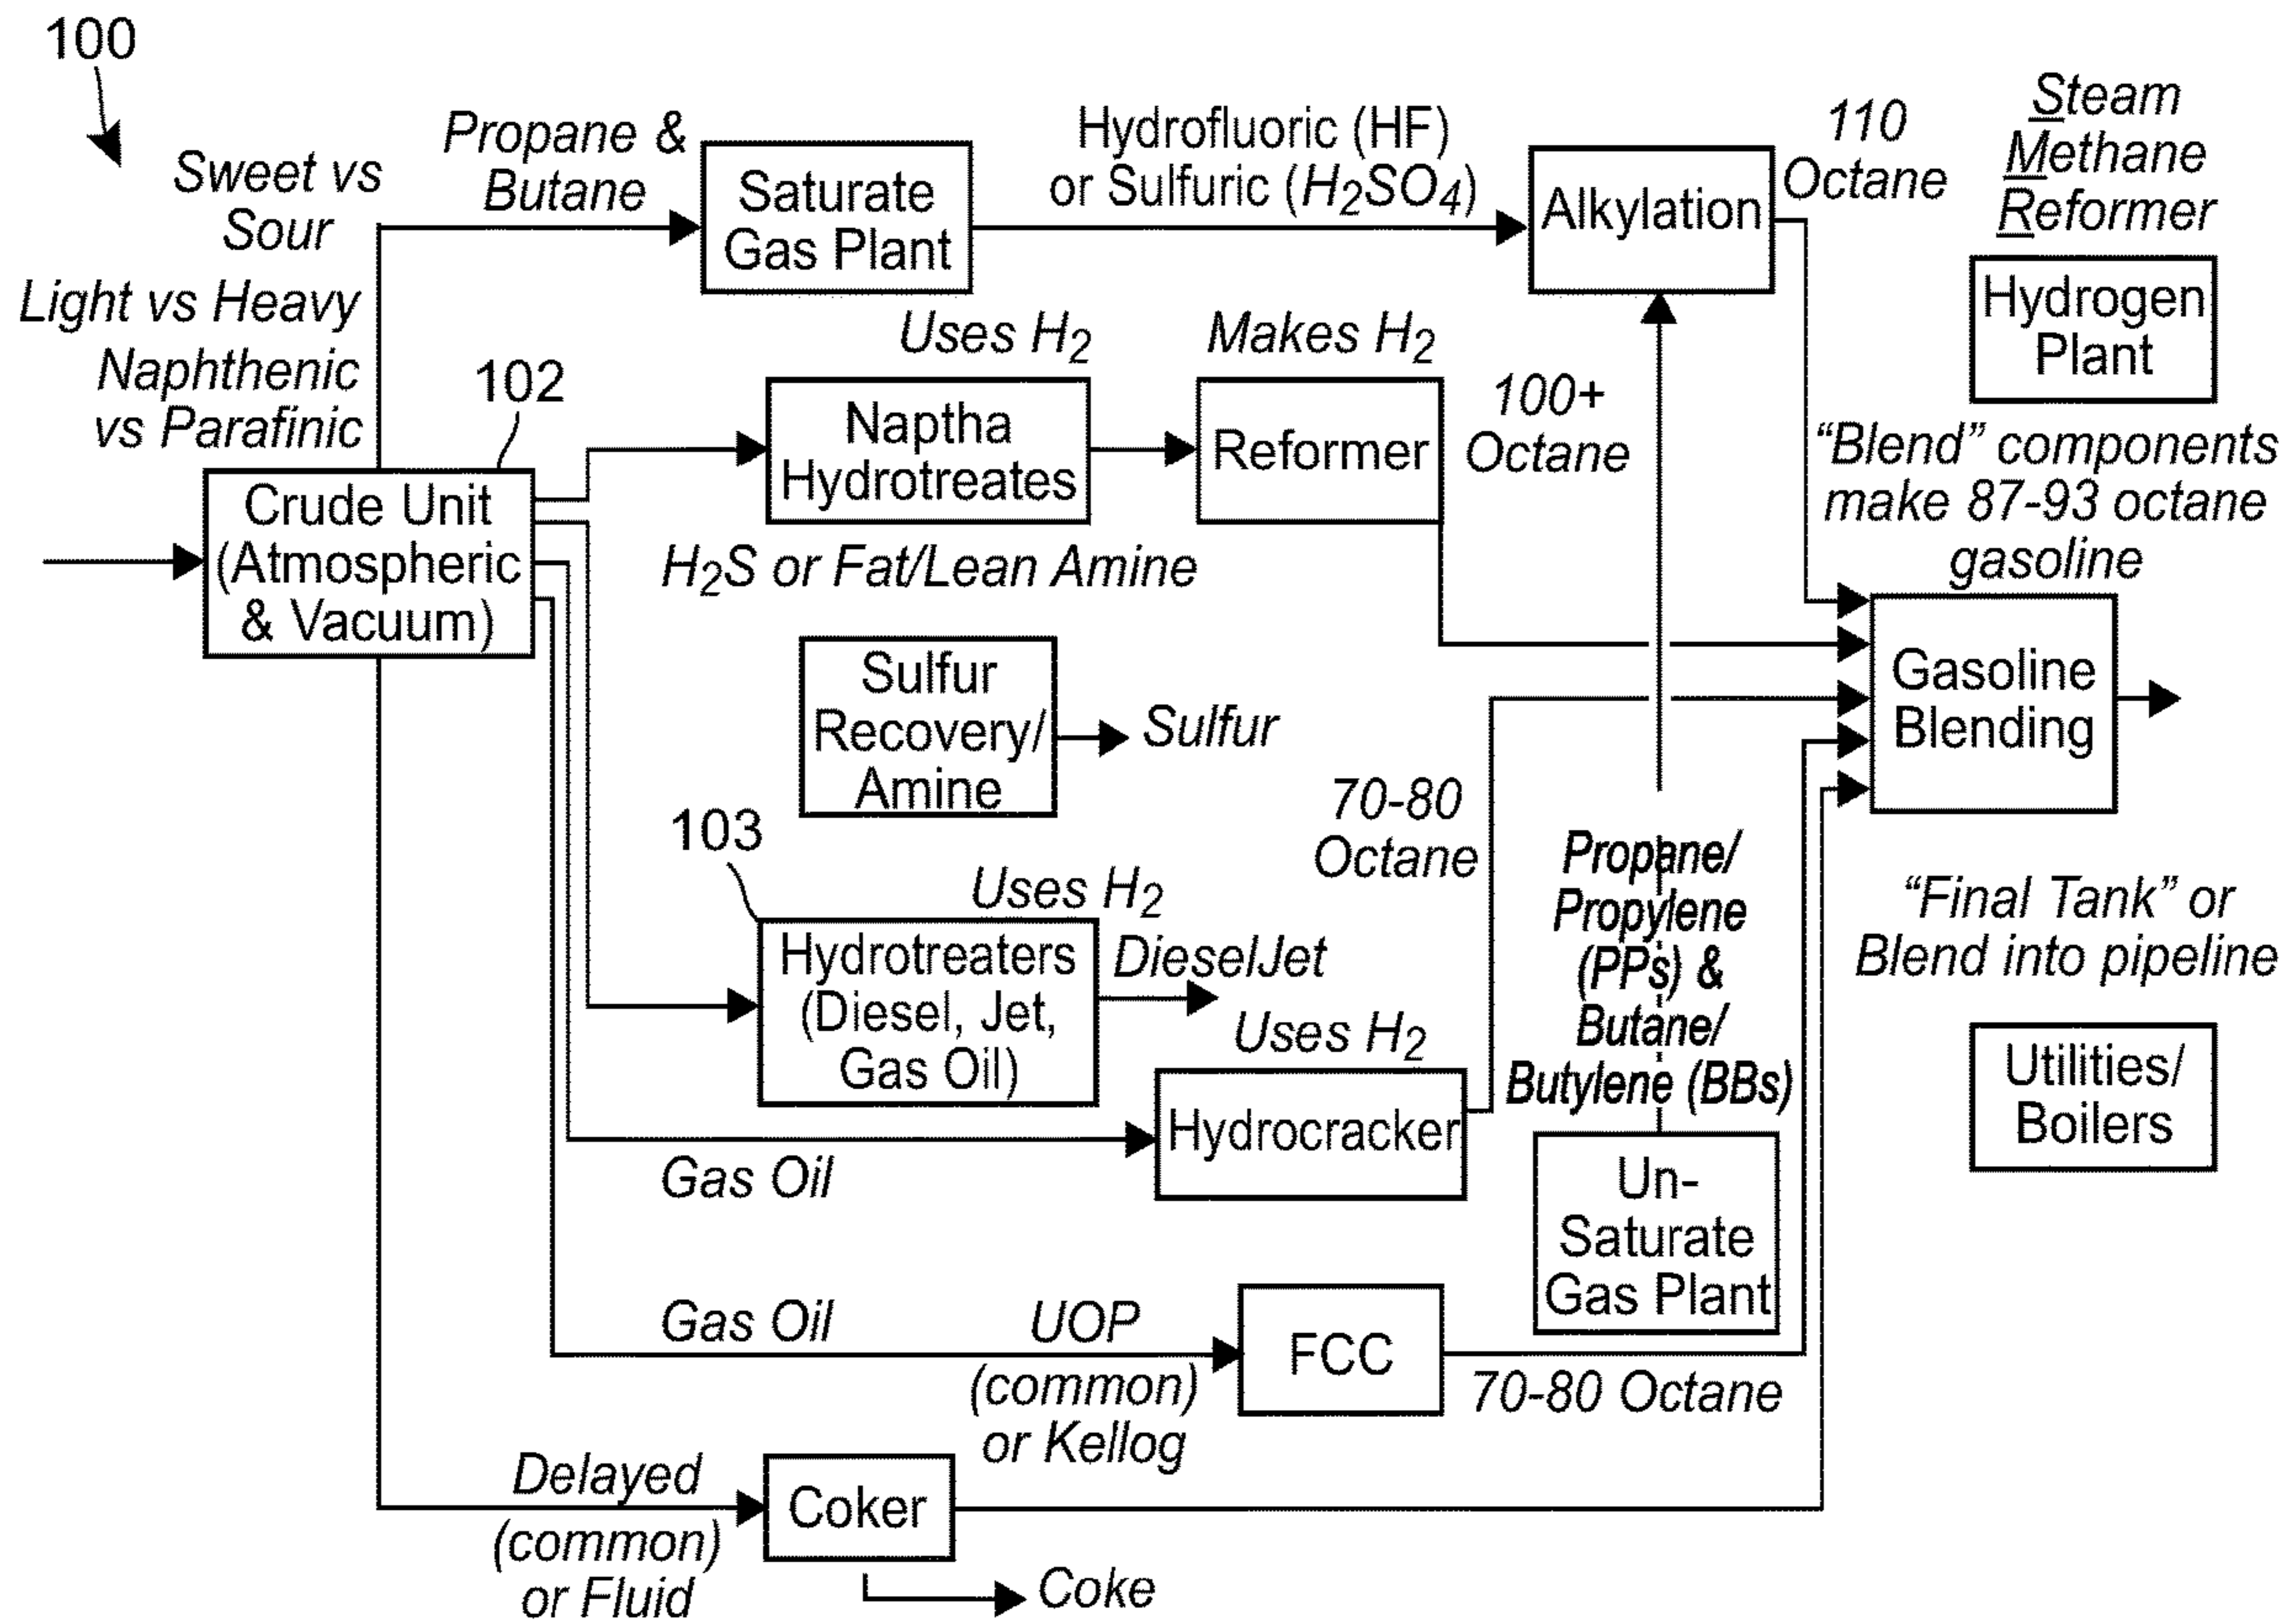 100
Sweet vs
Sour
Light vs Heavy
Naphthenic
vs Parafinic
102
Crude Unit
(Atmospheric
& Vacuum)
Propane &
Butane
Saturate
Gas Plant
Hydrofluoric (HF)
or Sulfuric (H₂SO₄)
Alkylation
110
Octane
Steam
Methane
Reformer
Hydrogen
Plant
Uses H₂
Naptha
Hydrotreates
Makes H₂
Reformer
100+
Octane
“Blend” components
make 87-93 octane
gasoline
H₂S or Fat/Lean Amine
Sulfur
Recovery/
Amine
Sulfur
Gasoline
Blending
103
Uses H₂
Hydrotreaters
(Diesel, Jet,
Gas Oil)
DieselJet
70-80
Octane
Propane/
Propylene
(PPs) &
Butane/
Butylene (BBs)
“Final Tank” or
Blend into pipeline
Uses H₂
Hydrocracker
Gas Oil
Un-
Saturate
Gas Plant
Utilities/
Boilers
Gas Oil
UOP
(common)
or Kellog
FCC
70-80 Octane
Delayed
(common)
or Fluid
Coker
Coke